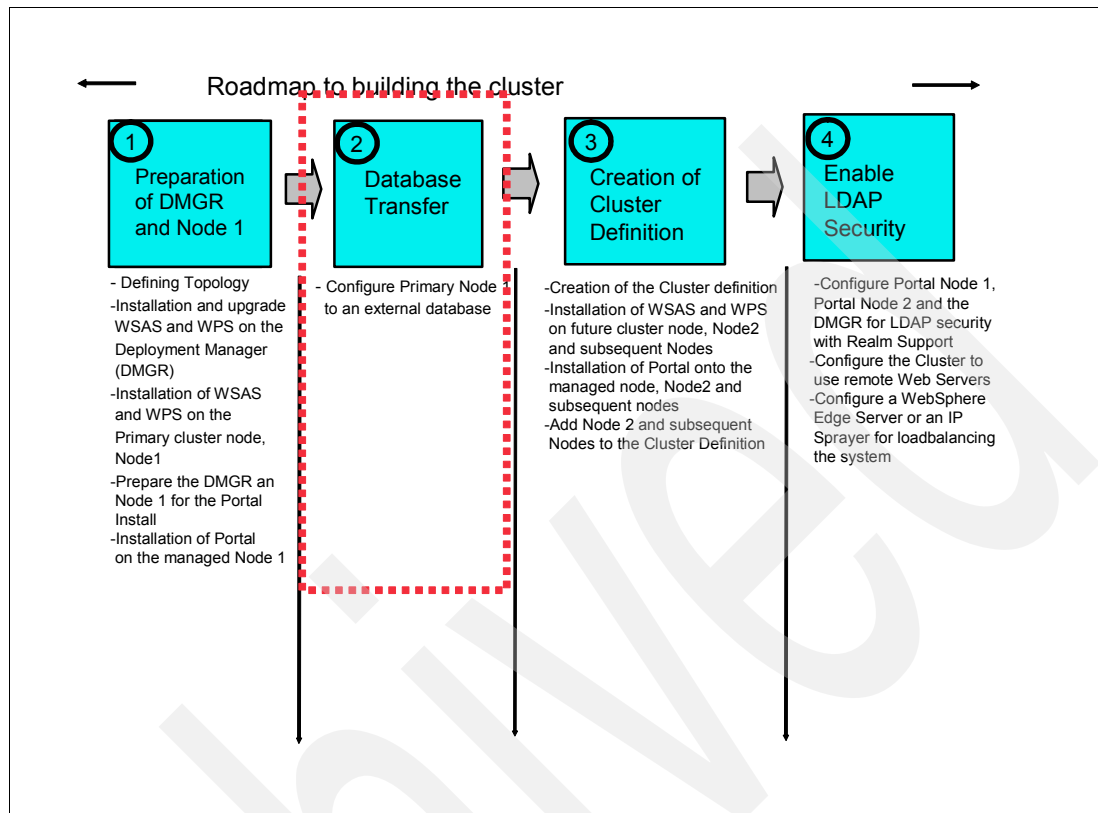 Roadmap to building the cluster
1
Preparation
of DMGR
and Node 1
- Defining Topology
-Installation and upgrade
WSAS and WPS on the
Deployment Manager
(DMGR)
-Installation of WSAS
and WPS on the
Primary cluster node,
Node1
-Prepare the DMGR an
Node 1 for the Portal
Install
-Installation of Portal
on the managed Node 1
2
Database
Transfer
- Configure Primary Node 1
to an external database
3
Creation of
Cluster
Definition
-Creation of the Cluster definition
-Installation of WSAS and WPS
on future cluster node, Node2
and subsequent Nodes
-Installation of Portal onto the
managed node, Node2 and
subsequent nodes
-Add Node 2 and subsequent
Nodes to the Cluster Definition
4
Enable
LDAP
Security
-Configure Portal Node 1,
Portal Node 2 and the
DMGR for LDAP security
with Realm Support
-Configure the Cluster to
use remote Web Servers
-Configure a WebSphere
Edge Server or an IP
Sprayer for loadbalancing
the system
hived